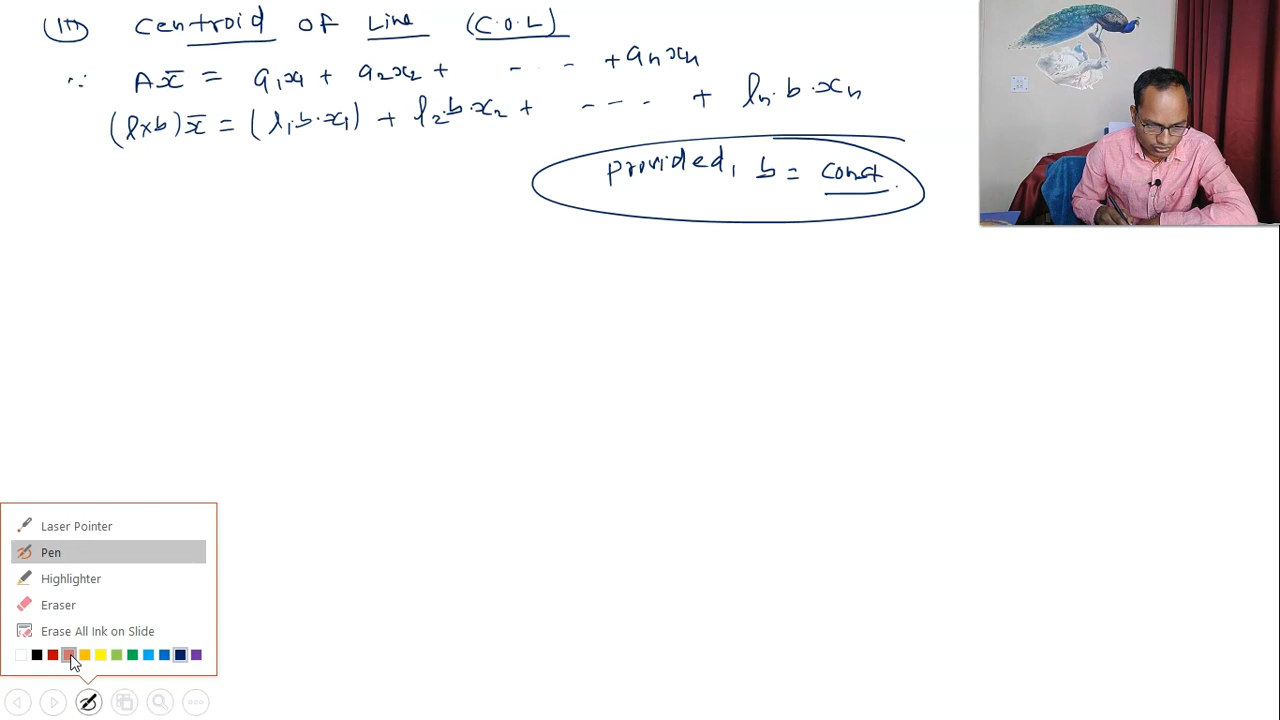 (III) Centroid of Line (C.O.L)
∵ Ax̄ = a₁x₁ + a₂x₂ + - - - + aₙxₙ
(l×b)x̄ = (l₁·b·x₁) + l₂·b·x₂ + - - - + lₙ·b·xₙ
provided, b = const.
Laser Pointer
Pen
Highlighter
Eraser
Erase All Ink on Slide